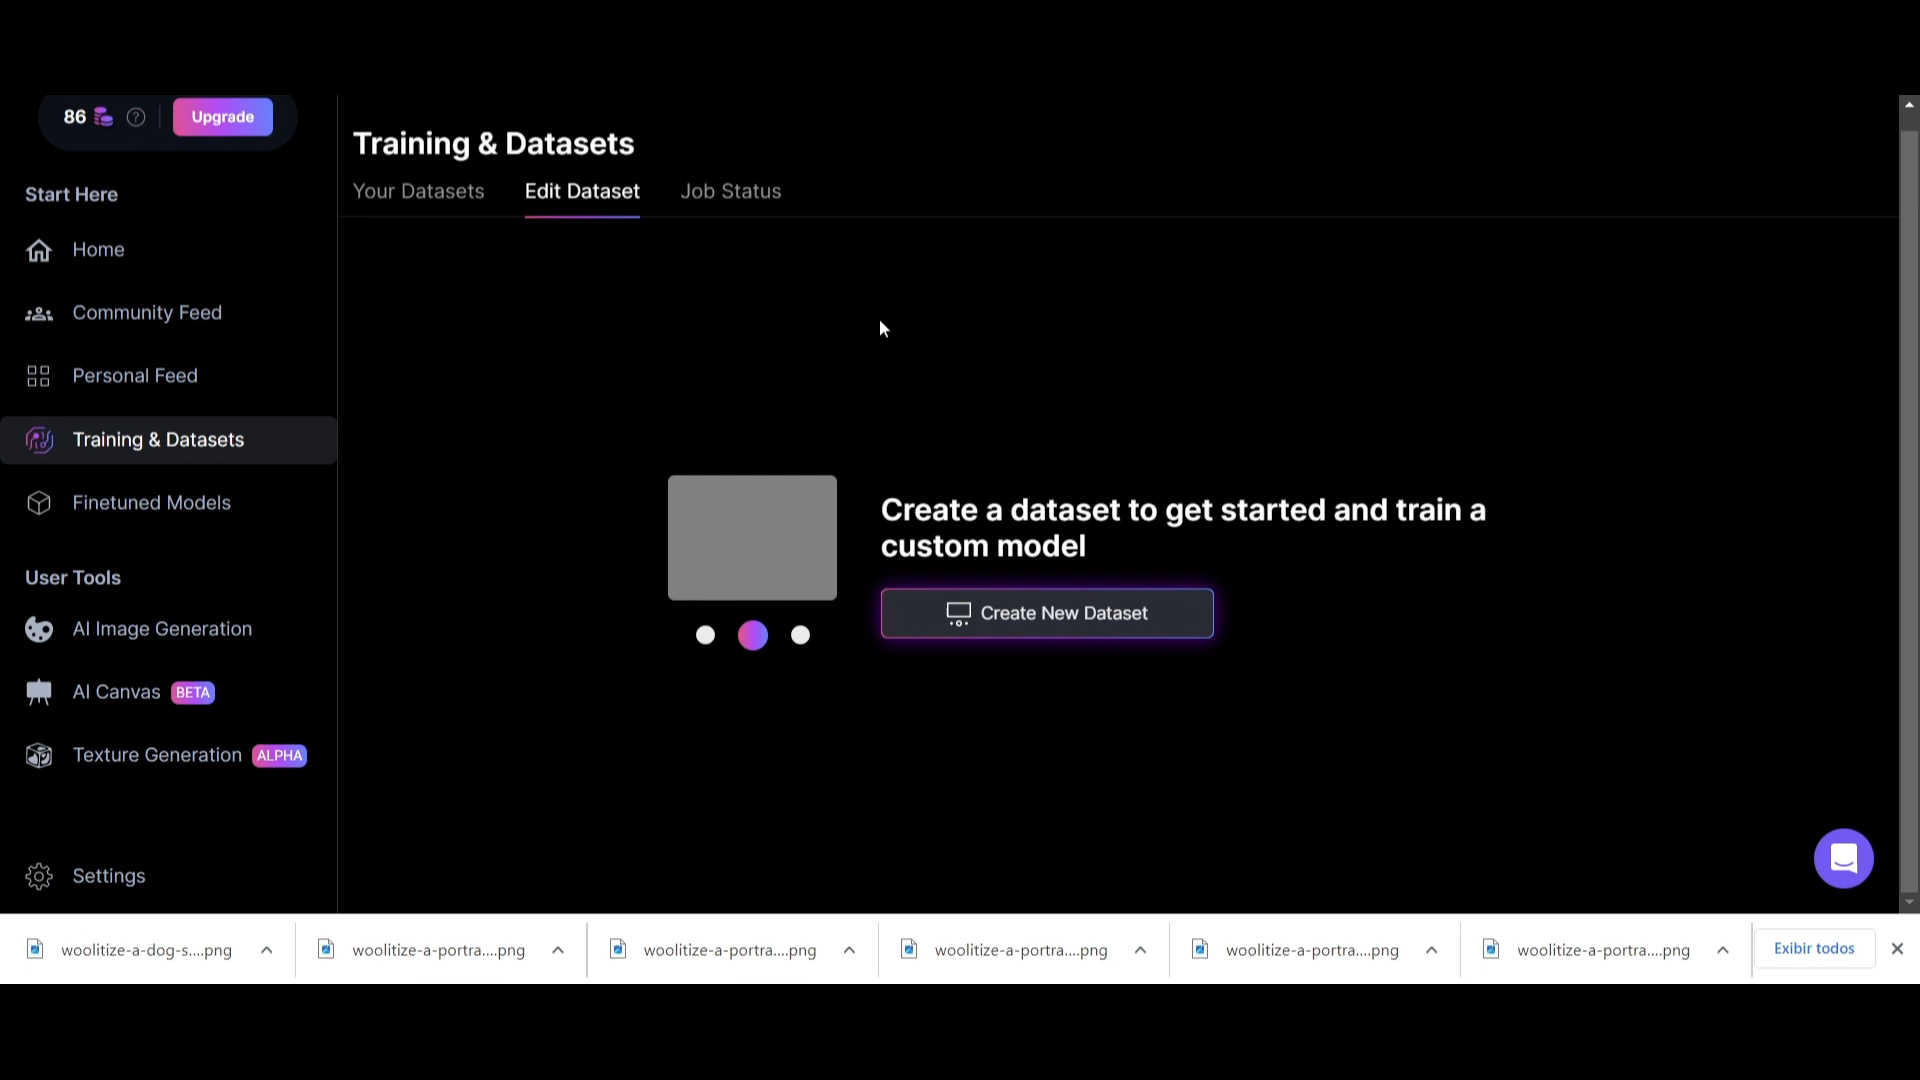 86 Upgrade
Start Here
Home
Community Feed
Personal Feed
Training & Datasets
Finetuned Models
User Tools
AI Image Generation
AI Canvas BETA
Texture Generation ALPHA
Settings
Training & Datasets
Your Datasets Edit Dataset Job Status
Create a dataset to get started and train a
custom model
Create New Dataset
woolitize-a-dog-s....png woolitize-a-portra....png woolitize-a-portra....png woolitize-a-portra....png woolitize-a-portra....png woolitize-a-portra....png Exibir todos